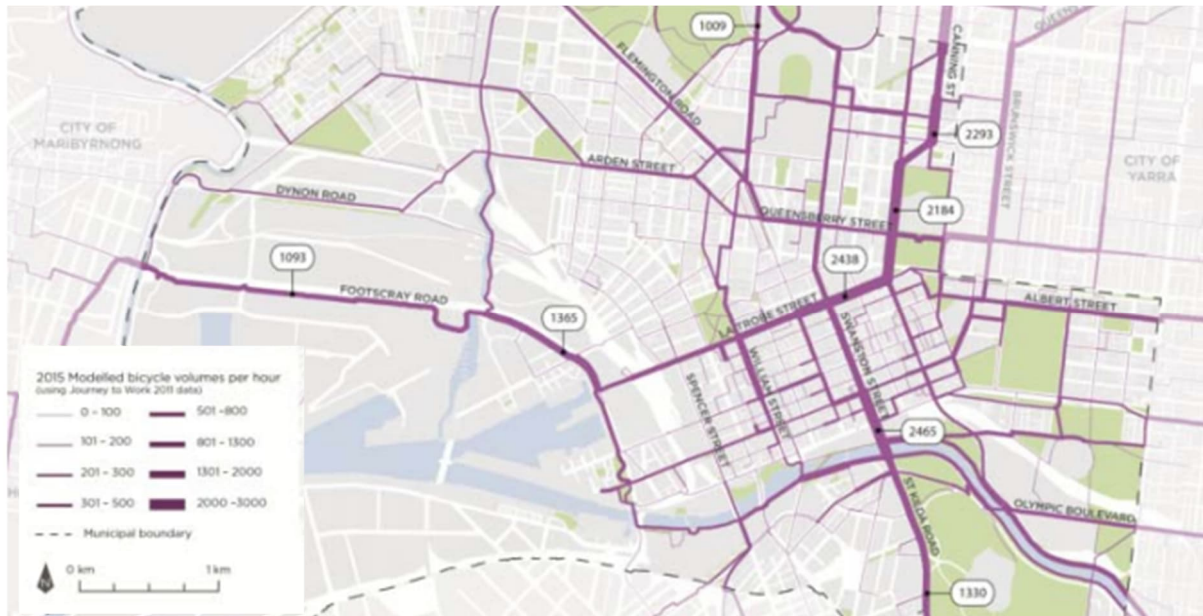 1009
FLEMINGTON ROAD
CANNING ST
QUEENS
BRUNSWICK STREET
2293
CITY OF
MARIBYRNONG
CITY OF
YARRA
ARDEN STREET
DYNON ROAD
2184
QUEENSBERRY STREET
1093
2438
FOOTSCRAY ROAD
1365
LA TROBE STREET
ALBERT STREET
SWANSTON STREET
WILLIAM STREET
SPENCER STREET
2465
ST KILDA ROAD
OLYMPIC BOULEVARD
1330
2015 Modelled bicycle volumes per hour
(using Journey to Work 2011 data)
0 - 100
501 -800
101 - 200
801 - 1300
201 - 300
1301 - 2000
301 - 500
2000 -3000
Municipal boundary
0 km
1 km